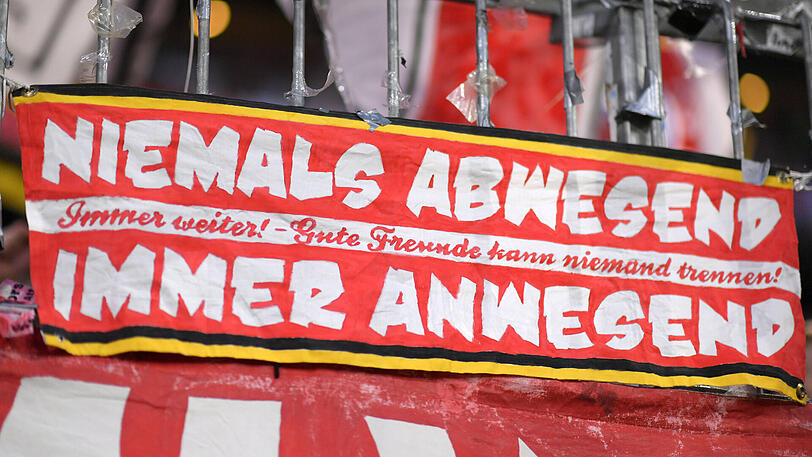 NIEMALS ABWESEND
Immer weiter! - Gute Freunde kann niemand trennen!
IMMER ANWESEND